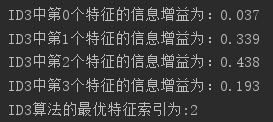 ID3中第0个特征的信息增益为：0.037
ID3中第1个特征的信息增益为：0.339
ID3中第2个特征的信息增益为：0.438
ID3中第3个特征的信息增益为：0.193
ID3算法的最优特征索引为:2